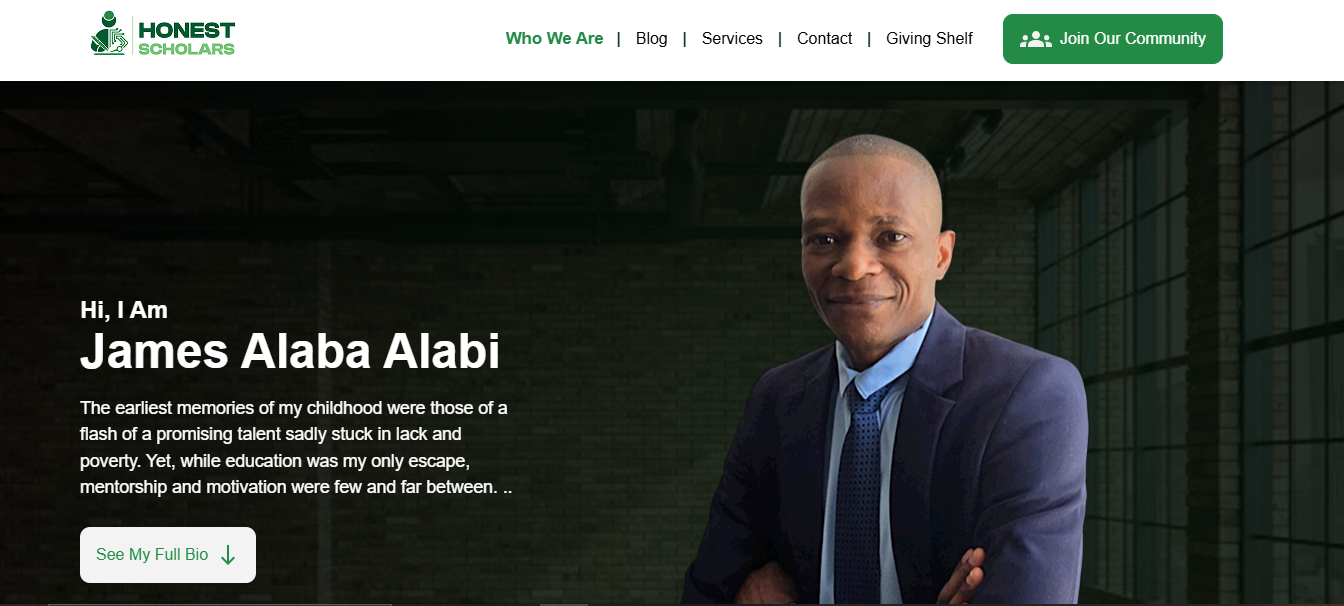 HONEST
SCHOLARS
Who We Are | Blog | Services | Contact | Giving Shelf
Join Our Community
Hi, I Am
James Alaba Alabi
The earliest memories of my childhood were those of a
flash of a promising talent sadly stuck in lack and
poverty. Yet, while education was my only escape,
mentorship and motivation were few and far between. ..
See My Full Bio